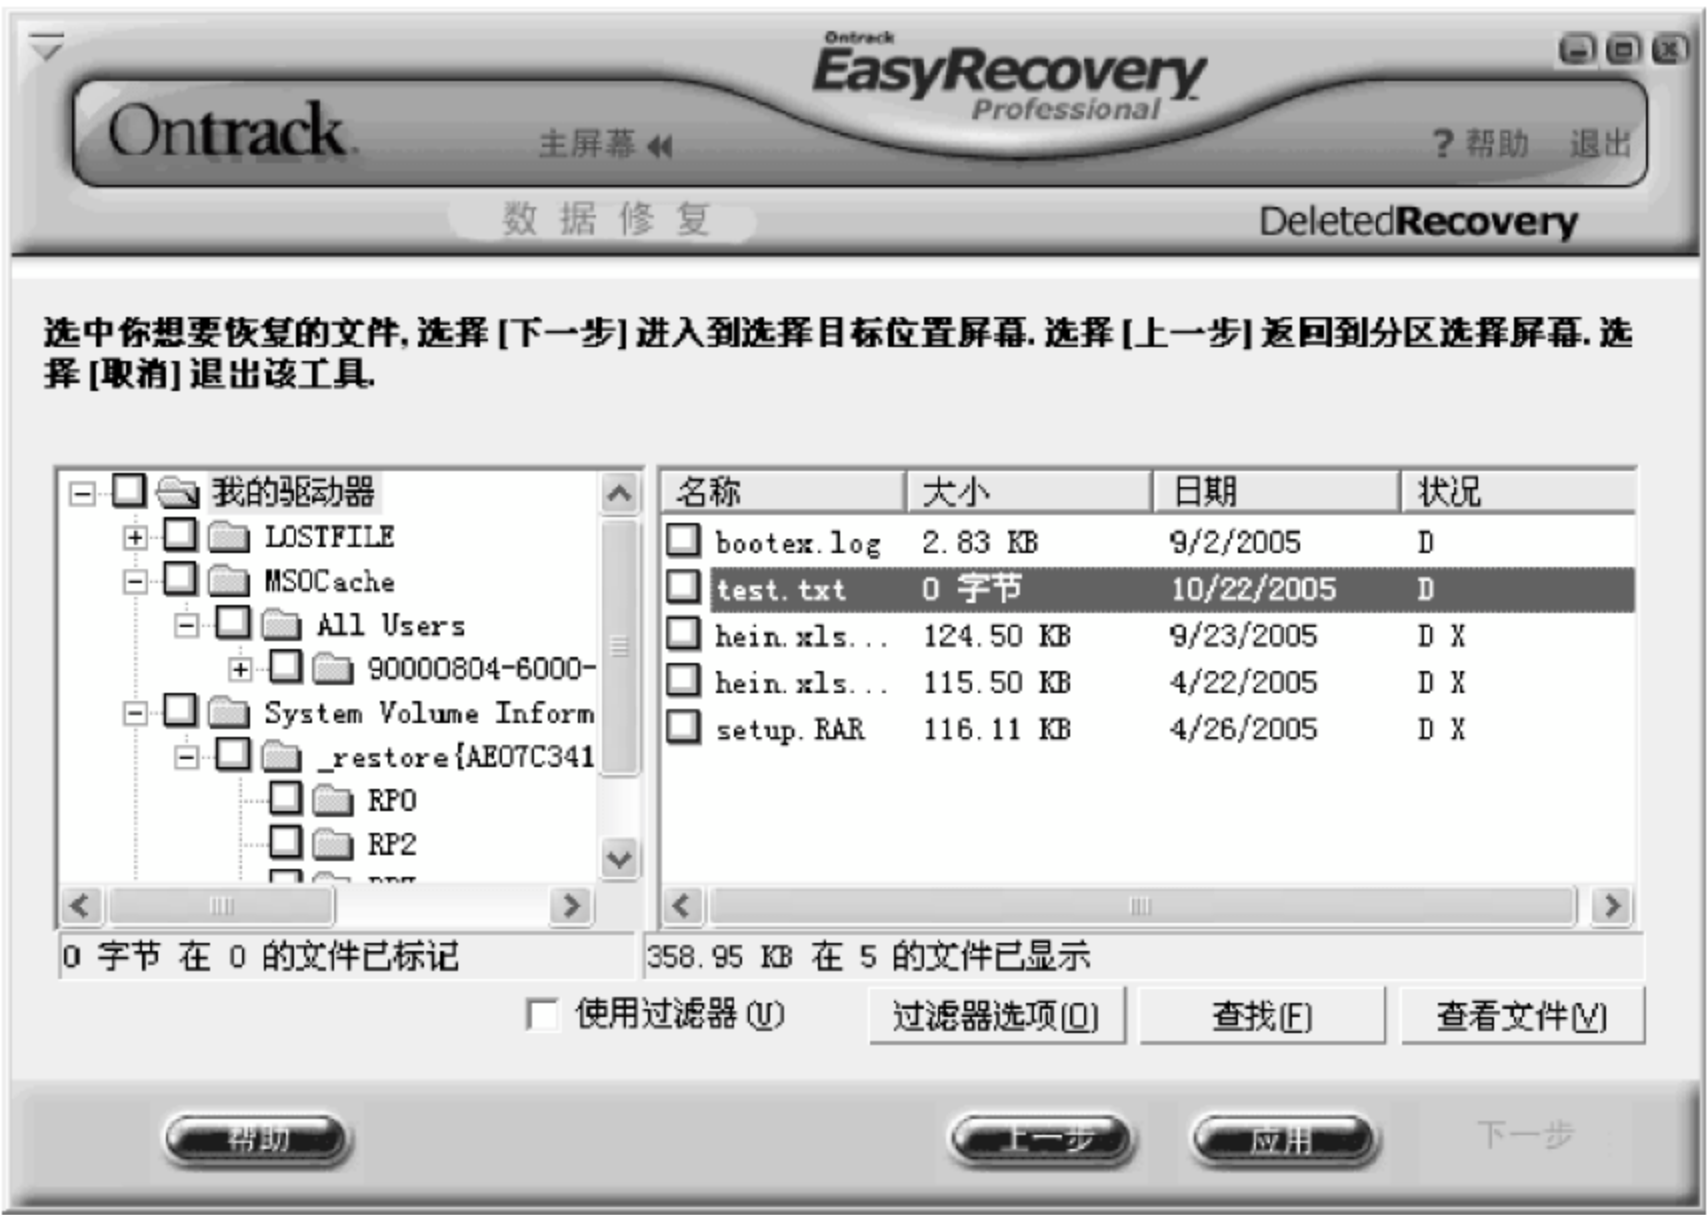 Ontrack
EasyRecovery
Professional
Ontrack.
主屏幕
? 帮助 退出
数据修复
DeletedRecovery
选中你想要恢复的文件, 选择 [下一步] 进入到选择目标位置屏幕. 选择 [上一步] 返回到分区选择屏幕. 选
择 [取消] 退出该工具.
我的驱动器
LOSTFILE
MSOCache
All Users
90000804-6000-
System Volume Inform
_restore{AE07C341
RP0
RP2
名称 大小 日期 状况
bootex.log 2.83 KB 9/2/2005 D
test.txt 0 字节 10/22/2005 D
hein.xls... 124.50 KB 9/23/2005 D X
hein.xls... 115.50 KB 4/22/2005 D X
setup.RAR 116.11 KB 4/26/2005 D X
0 字节 在 0 的文件已标记
358.95 KB 在 5 的文件已显示
使用过滤器(U) 过滤器选项(O) 查找(F) 查看文件(V)
帮助 上一步 应用 下一步